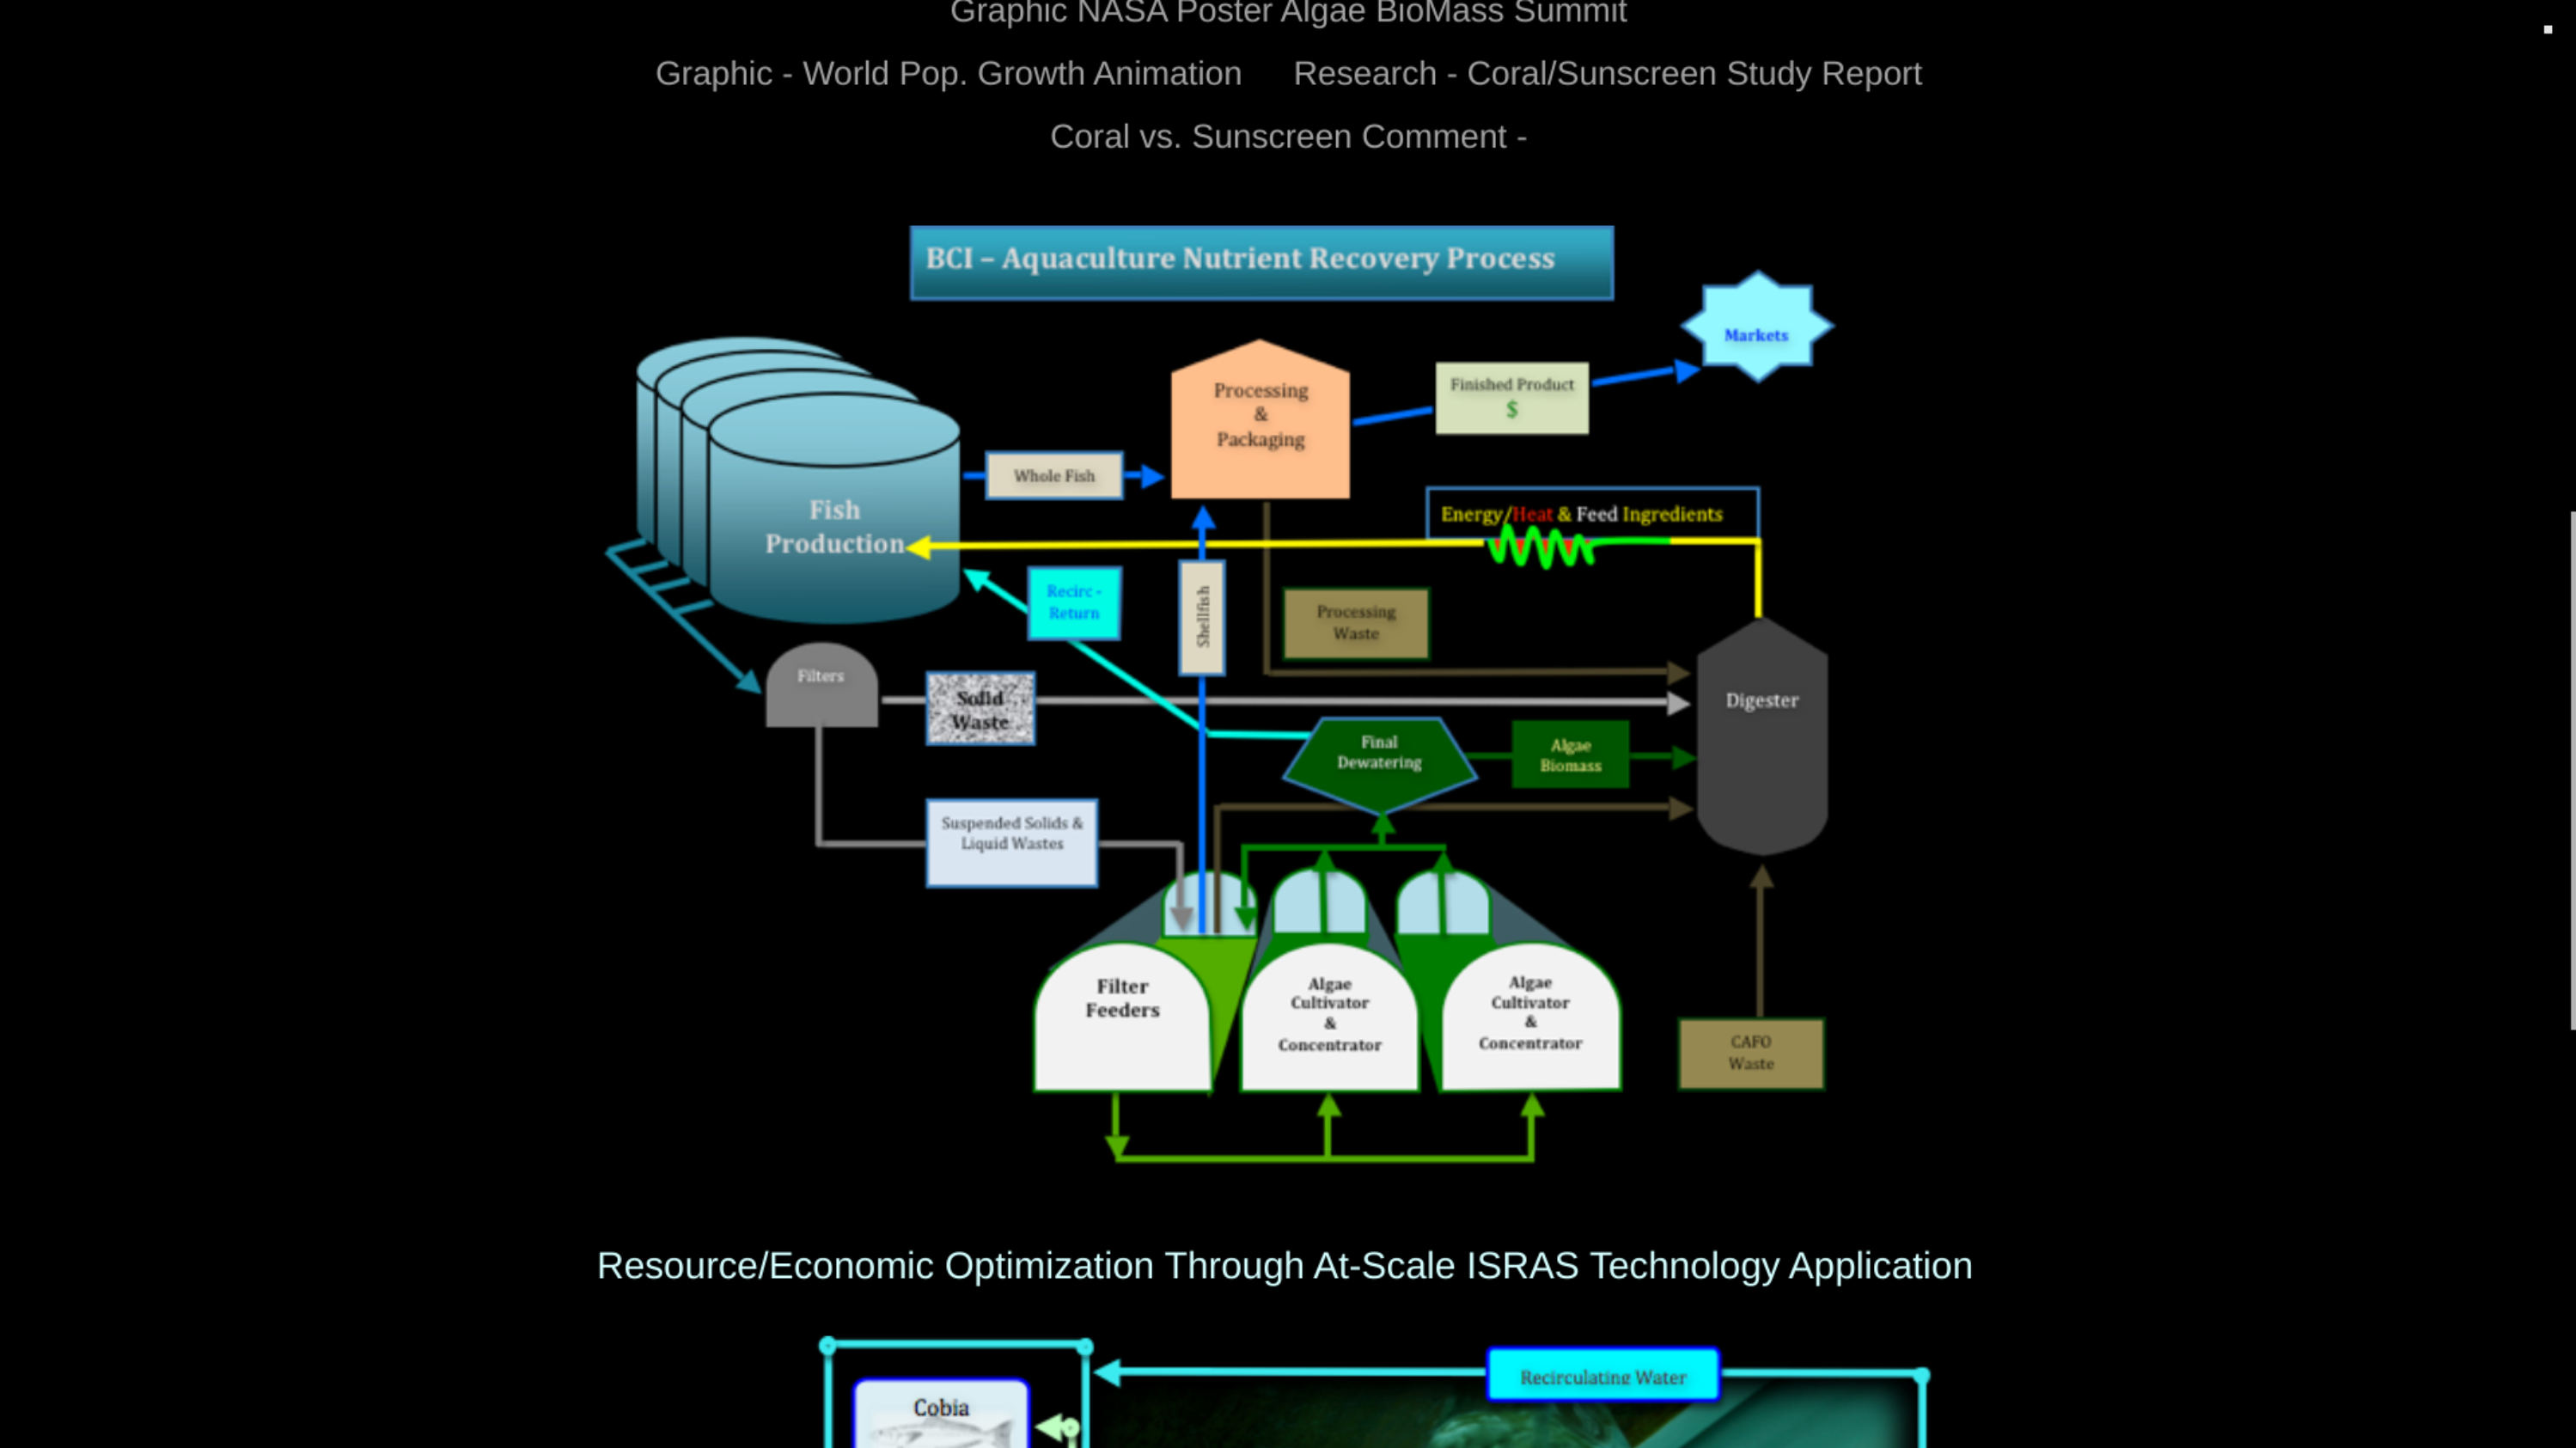 Graphic NASA Poster Algae BioMass Summit
Graphic - World Pop. Growth Animation Research - Coral/Sunscreen Study Report
Coral vs. Sunscreen Comment -
BCI – Aquaculture Nutrient Recovery Process
Markets
Processing
&
Packaging
Finished Product
$
Whole Fish
Fish
Production
Energy/Heat & Feed Ingredients
Recirc -
Return
Shellfish
Processing
Waste
Filters
Solid
Waste
Digester
Final
Dewatering
Algae
Biomass
Suspended Solids &
Liquid Wastes
Filter
Feeders
Algae
Cultivator
&
Concentrator
Algae
Cultivator
&
Concentrator
CAFO
Waste
Resource/Economic Optimization Through At-Scale ISRAS Technology Application
Recirculating Water
Cobia